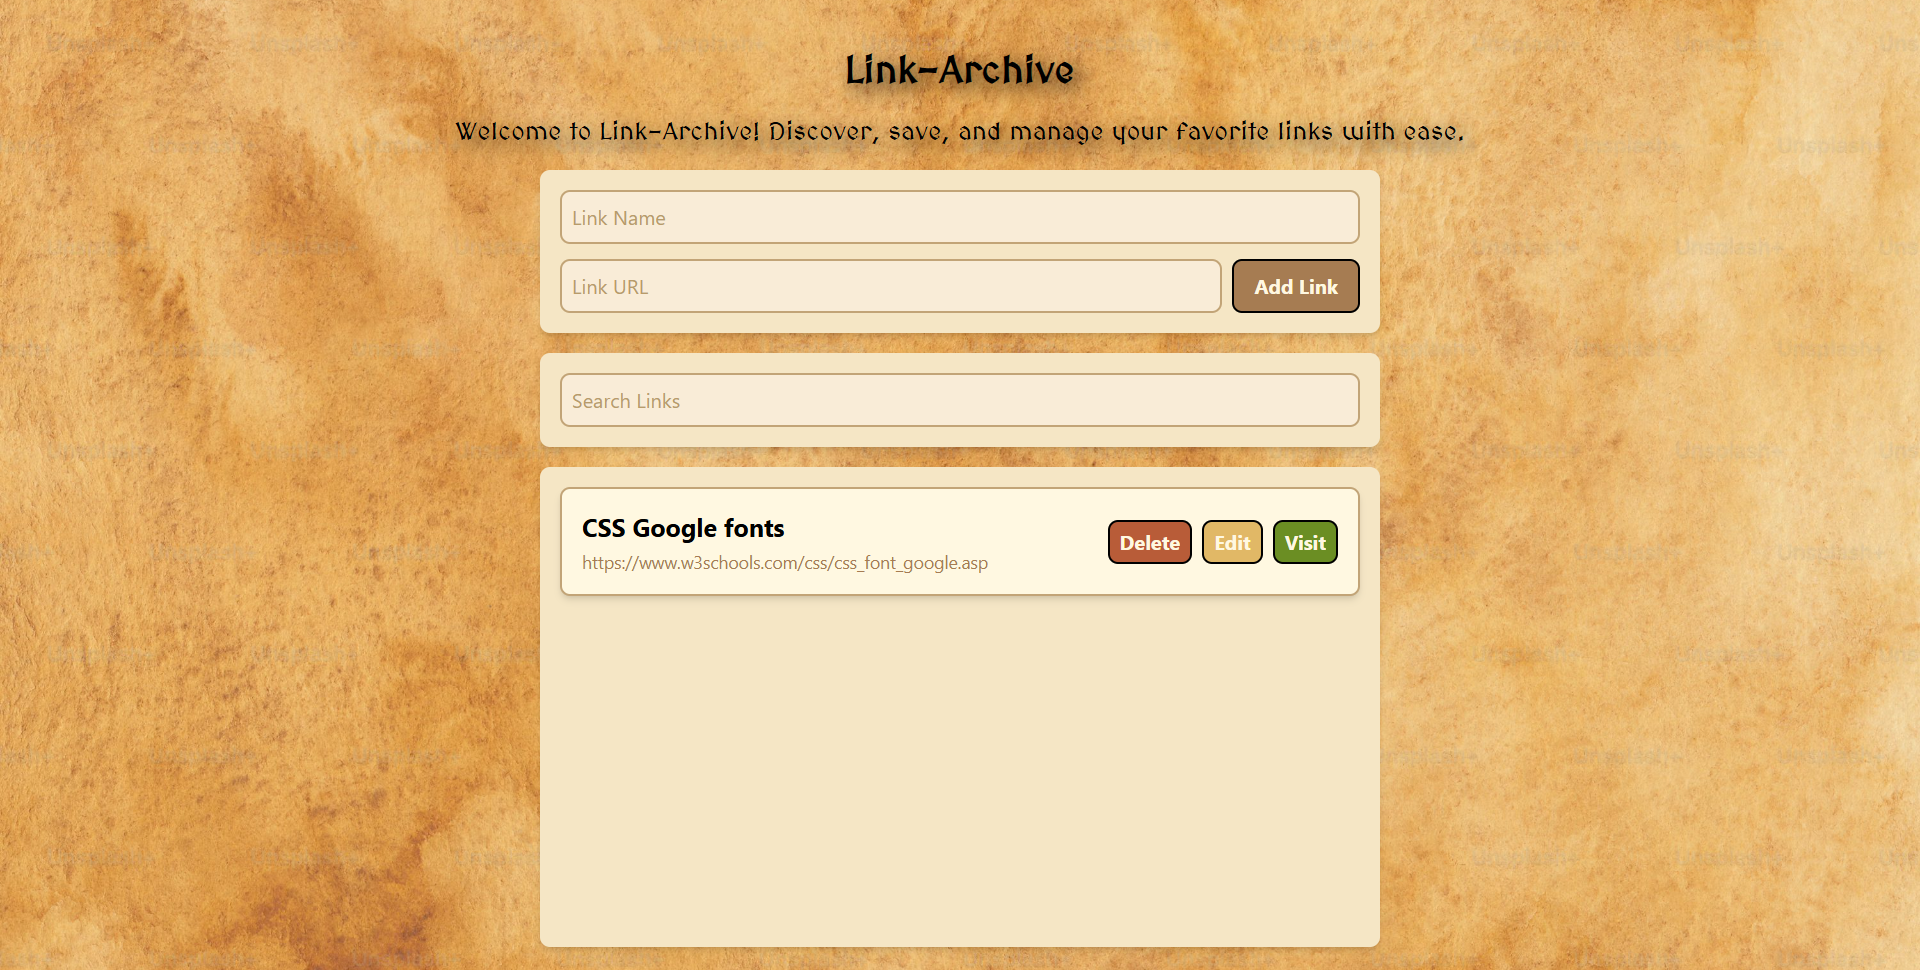 Link-Archive
Welcome to Link-Archive! Discover, save, and manage your favorite links with ease.
Link Name
Link URL
Add Link
Search Links
CSS Google fonts
https://www.w3schools.com/css/css_font_google.asp
Delete Edit Visit
Unsplash+